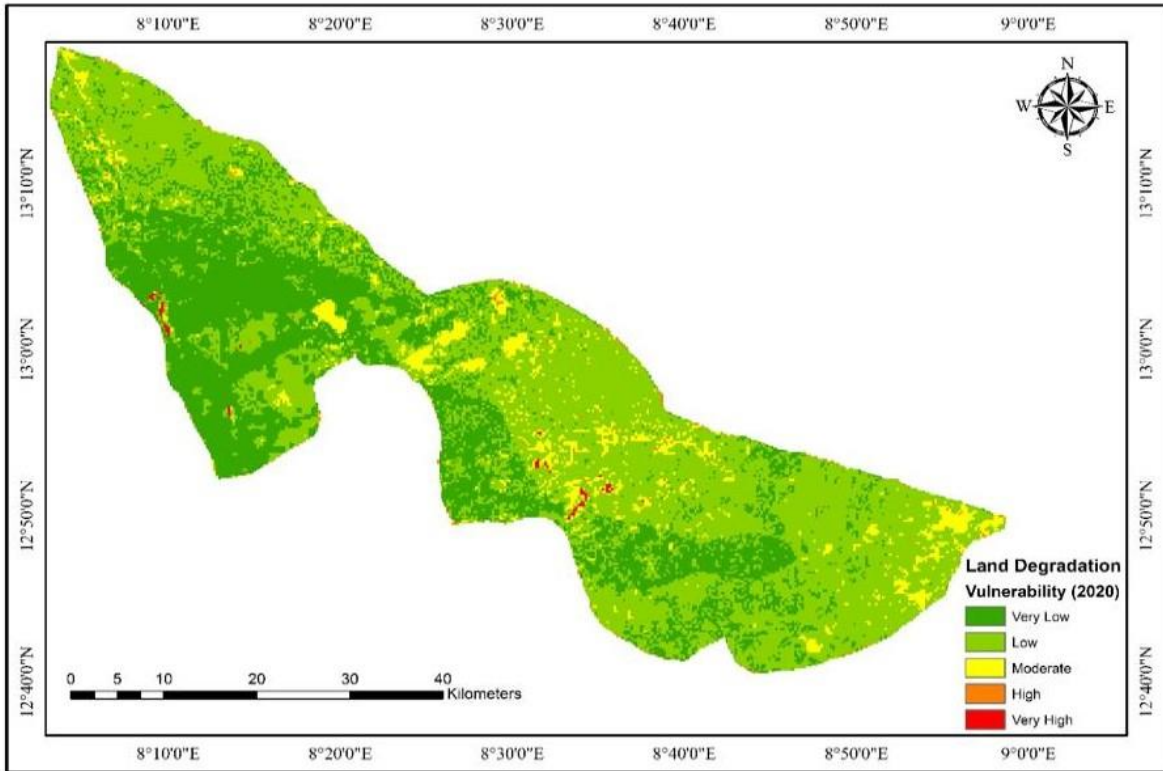 8°10'0"E 8°20'0"E 8°30'0"E 8°40'0"E 8°50'0"E 9°0'0"E
N
W E
S
13°10'0"N 13°10'0"N
13°0'0"N 13°0'0"N
12°50'0"N 12°50'0"N
Land Degradation
Vulnerability (2020)
Very Low
Low
Moderate
High
Very High
12°40'0"N 12°40'0"N
0 5 10 20 30 40
Kilometers
8°10'0"E 8°20'0"E 8°30'0"E 8°40'0"E 8°50'0"E 9°0'0"E